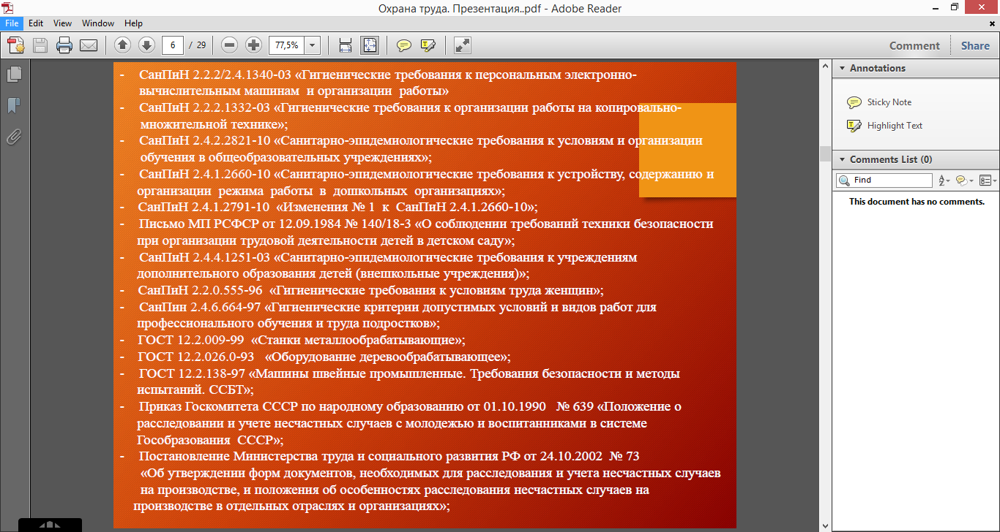 Охрана труда. Презентация..pdf - Adobe Reader
File Edit View Window Help
6 / 29 77,5% Comment Share
- СанПиН 2.2.2/2.4.1340-03 «Гигиенические требования к персональным электронно-
вычислительным машинам и организации работы»
- СанПиН 2.2.2.1332-03 «Гигиенические требования к организации работы на копировально-
множительной технике»;
- СанПиН 2.4.2.2821-10 «Санитарно-эпидемиологические требования к условиям и организации
обучения в общеобразовательных учреждениях»;
- СанПиН 2.4.1.2660-10 «Санитарно-эпидемиологические требования к устройству, содержанию и
организации режима работы в дошкольных организациях»;
- СанПиН 2.4.1.2791-10 «Изменения № 1 к СанПиН 2.4.1.2660-10»;
- Письмо МП РСФСР от 12.09.1984 № 140/18-3 «О соблюдении требований техники безопасности
при организации трудовой деятельности детей в детском саду»;
- СанПиН 2.4.4.1251-03 «Санитарно-эпидемиологические требования к учреждениям
дополнительного образования детей (внешкольные учреждения)»;
- СанПиН 2.2.0.555-96 «Гигиенические требования к условиям труда женщин»;
- СанПин 2.4.6.664-97 «Гигиенические критерии допустимых условий и видов работ для
профессионального обучения и труда подростков»;
- ГОСТ 12.2.009-99 «Станки металлообрабатывающие»;
- ГОСТ 12.2.026.0-93 «Оборудование деревообрабатывающее»;
- ГОСТ 12.2.138-97 «Машины швейные промышленные. Требования безопасности и методы
испытаний. ССБТ»;
- Приказ Госкомитета СССР по народному образованию от 01.10.1990 № 639 «Положение о
расследовании и учете несчастных случаев с молодежью и воспитанниками в системе
Гособразования СССР»;
- Постановление Министерства труда и социального развития РФ от 24.10.2002 № 73
«Об утверждении форм документов, необходимых для расследования и учета несчастных случаев
на производстве, и положения об особенностях расследования несчастных случаев на
производстве в отдельных отраслях и организациях»;
Annotations
Sticky Note
Highlight Text
Comments List (0)
Find
This document has no comments.